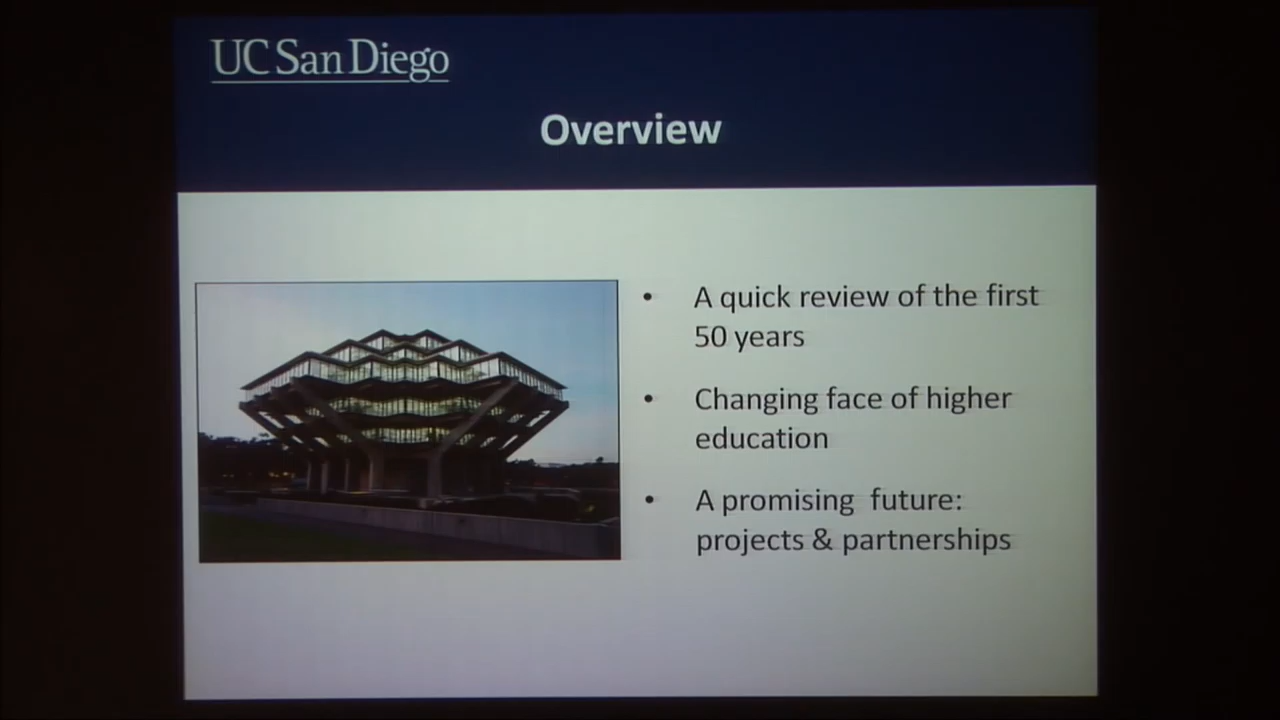 UC San Diego
Overview
• A quick review of the first
50 years
• Changing face of higher
education
• A promising future:
projects & partnerships